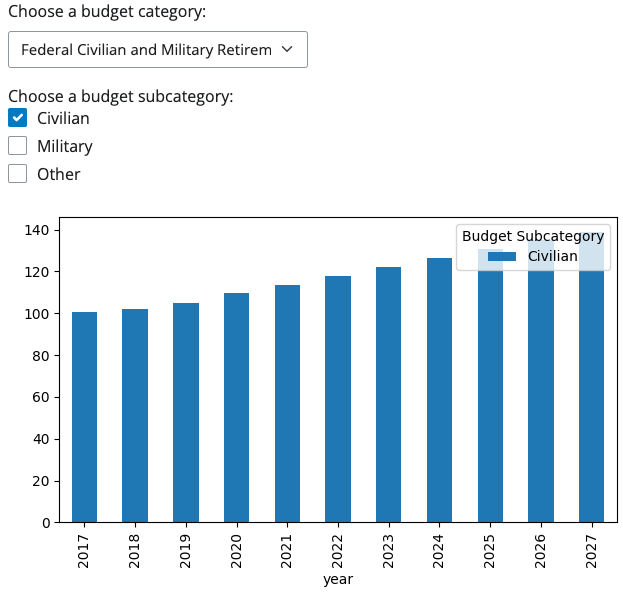 Choose a budget category:
Federal Civilian and Military Retirem
Choose a budget subcategory:
Civilian
Military
Other
140
120
100
80
60
40
20
0
Budget Subcategory
Civilian
2017
2018
2019
2020
2021
2022
2023
2024
2025
2026
2027
year